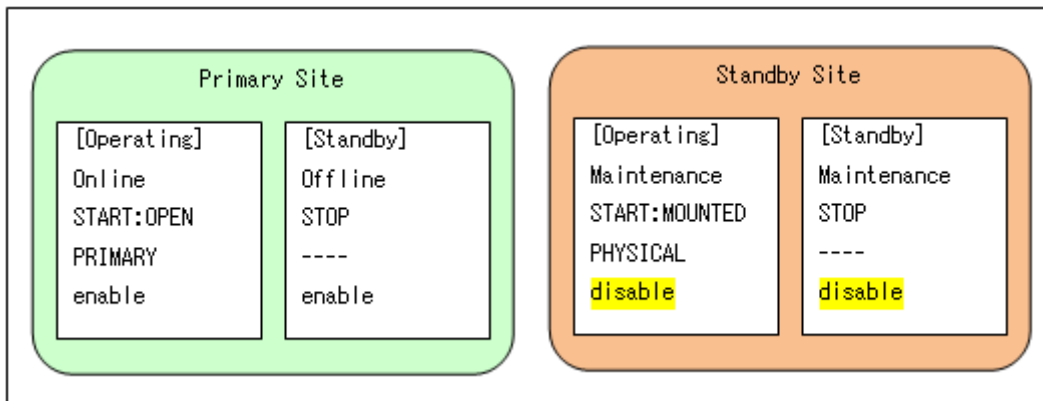 Primary Site
[Operating]
Online
START:OPEN
PRIMARY
enable
[Standby]
Offline
STOP
----
enable
Standby Site
[Operating]
Maintenance
START:MOUNTED
PHYSICAL
disable
[Standby]
Maintenance
STOP
----
disable